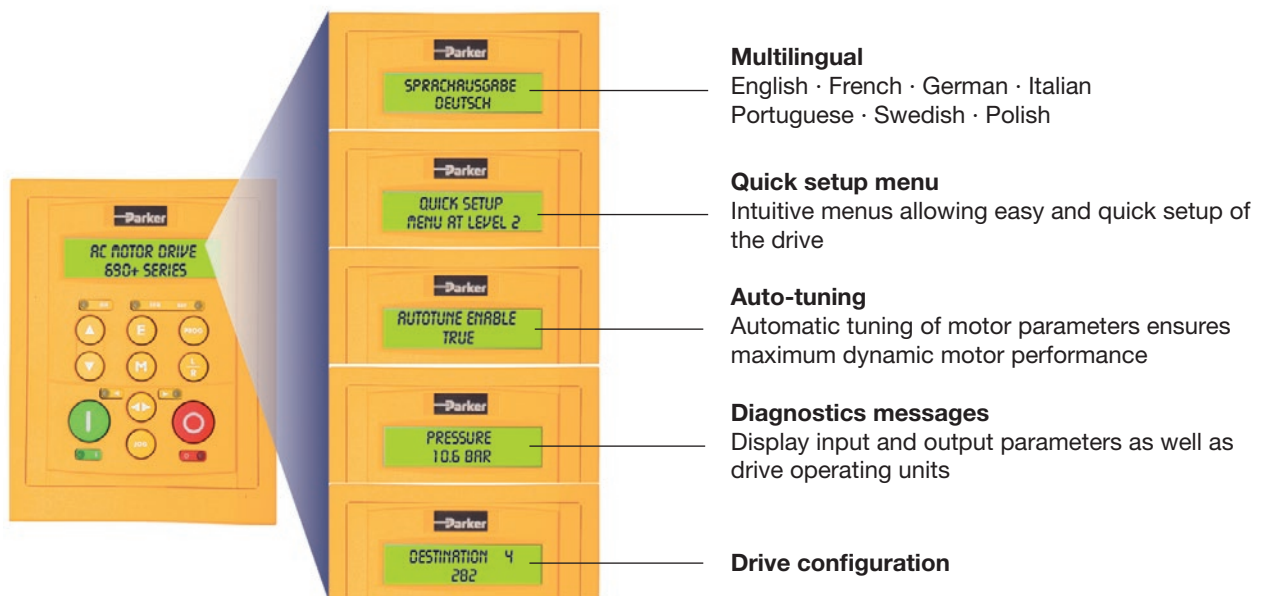 Parker
AC MOTOR DRIVE
690+ SERIES
E
PROG
M
L
R
JOG
Parker
SPRACHAUSGABE
DEUTSCH
Parker
QUICK SETUP
MENU AT LEVEL 2
Parker
AUTOTUNE ENABLE
TRUE
Parker
PRESSURE
10.6 BAR
Parker
DESTINATION 4
282
Multilingual
English · French · German · Italian
Portuguese · Swedish · Polish
Quick setup menu
Intuitive menus allowing easy and quick setup of
the drive
Auto-tuning
Automatic tuning of motor parameters ensures
maximum dynamic motor performance
Diagnostics messages
Display input and output parameters as well as
drive operating units
Drive configuration